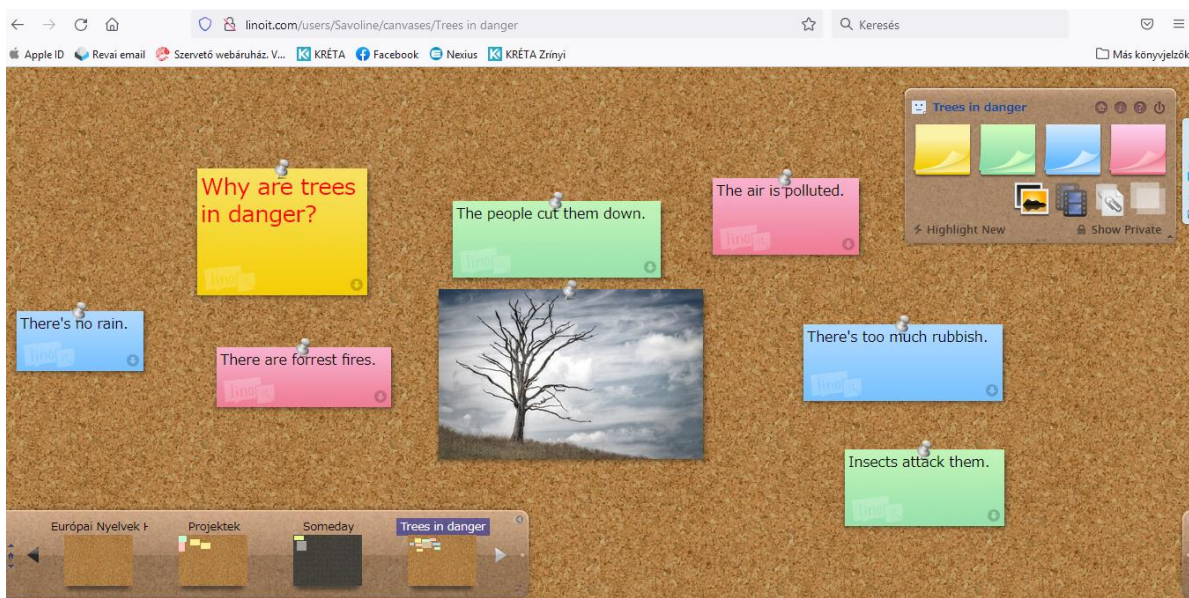 linoit.com/users/Savoline/canvases/Trees in danger
Keresés
Apple ID
Revai email
Szervető webáruház. V...
KRÉTA
Facebook
Nexius
KRÉTA Zrínyi
Más könyvjelzők
Trees in danger
Highlight New
Show Private
Why are trees
in danger?
The people cut them down.
The air is polluted.
There's no rain.
There are forrest fires.
There's too much rubbish.
Insects attack them.
Európai Nyelvek H
Projektek
Someday
Trees in danger